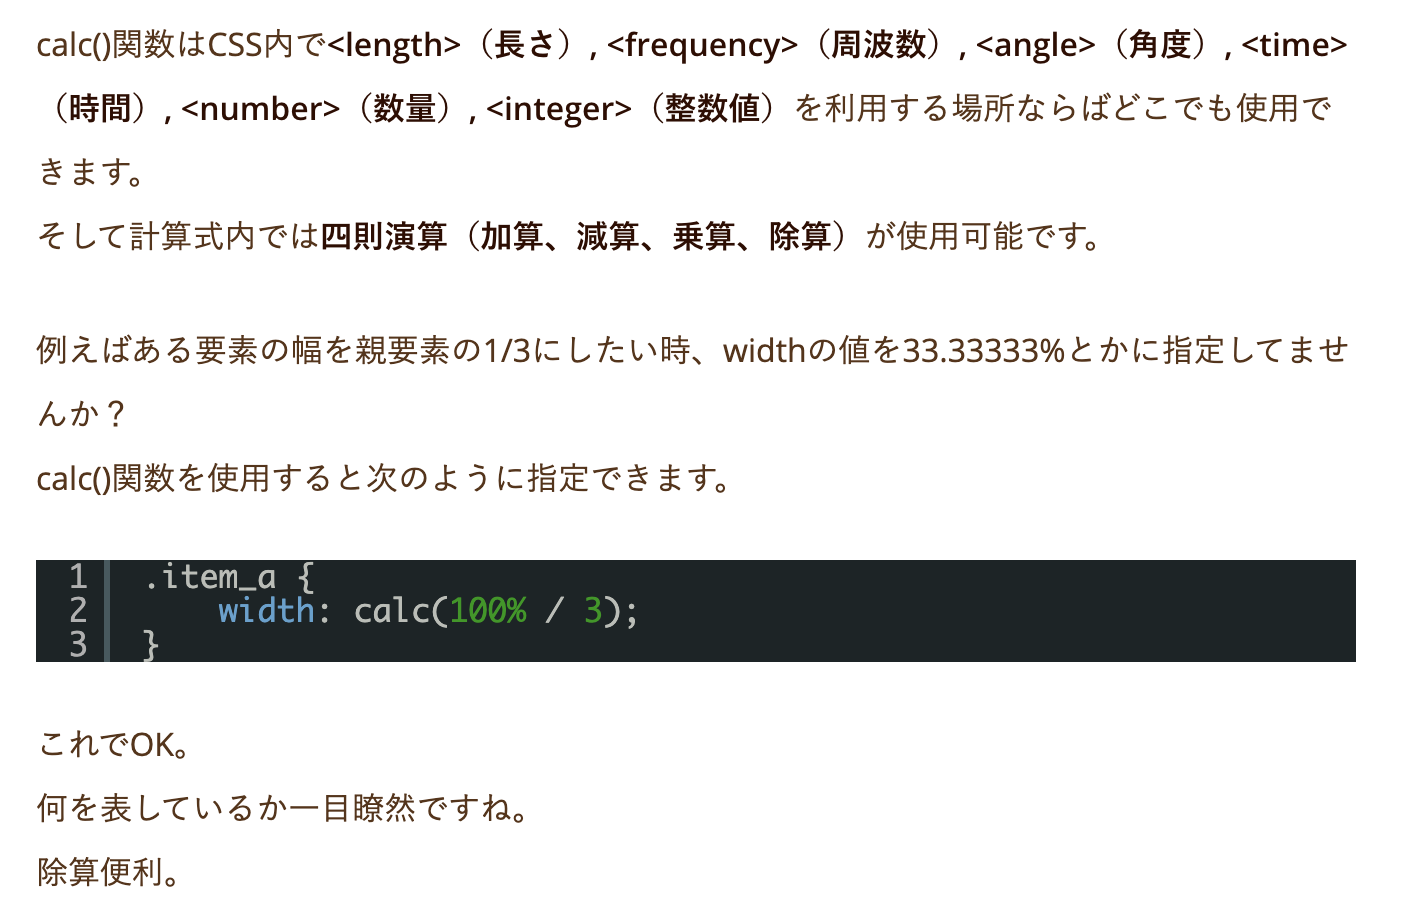 calc()関数はCSS内で<length>（長さ）, <frequency>（周波数）, <angle>（角度）, <time>
（時間）, <number>（数量）, <integer>（整数値）を利用する場所ならばどこでも使用で
きます。
そして計算式内では四則演算（加算、減算、乗算、除算）が使用可能です。
例えばある要素の幅を親要素の1/3にしたい時、widthの値を33.33333%とかに指定してませ
んか？
calc()関数を使用すると次のように指定できます。
1 .item_a {
2     width: calc(100% / 3);
3 }
これでOK。
何を表しているか一目瞭然ですね。
除算便利。